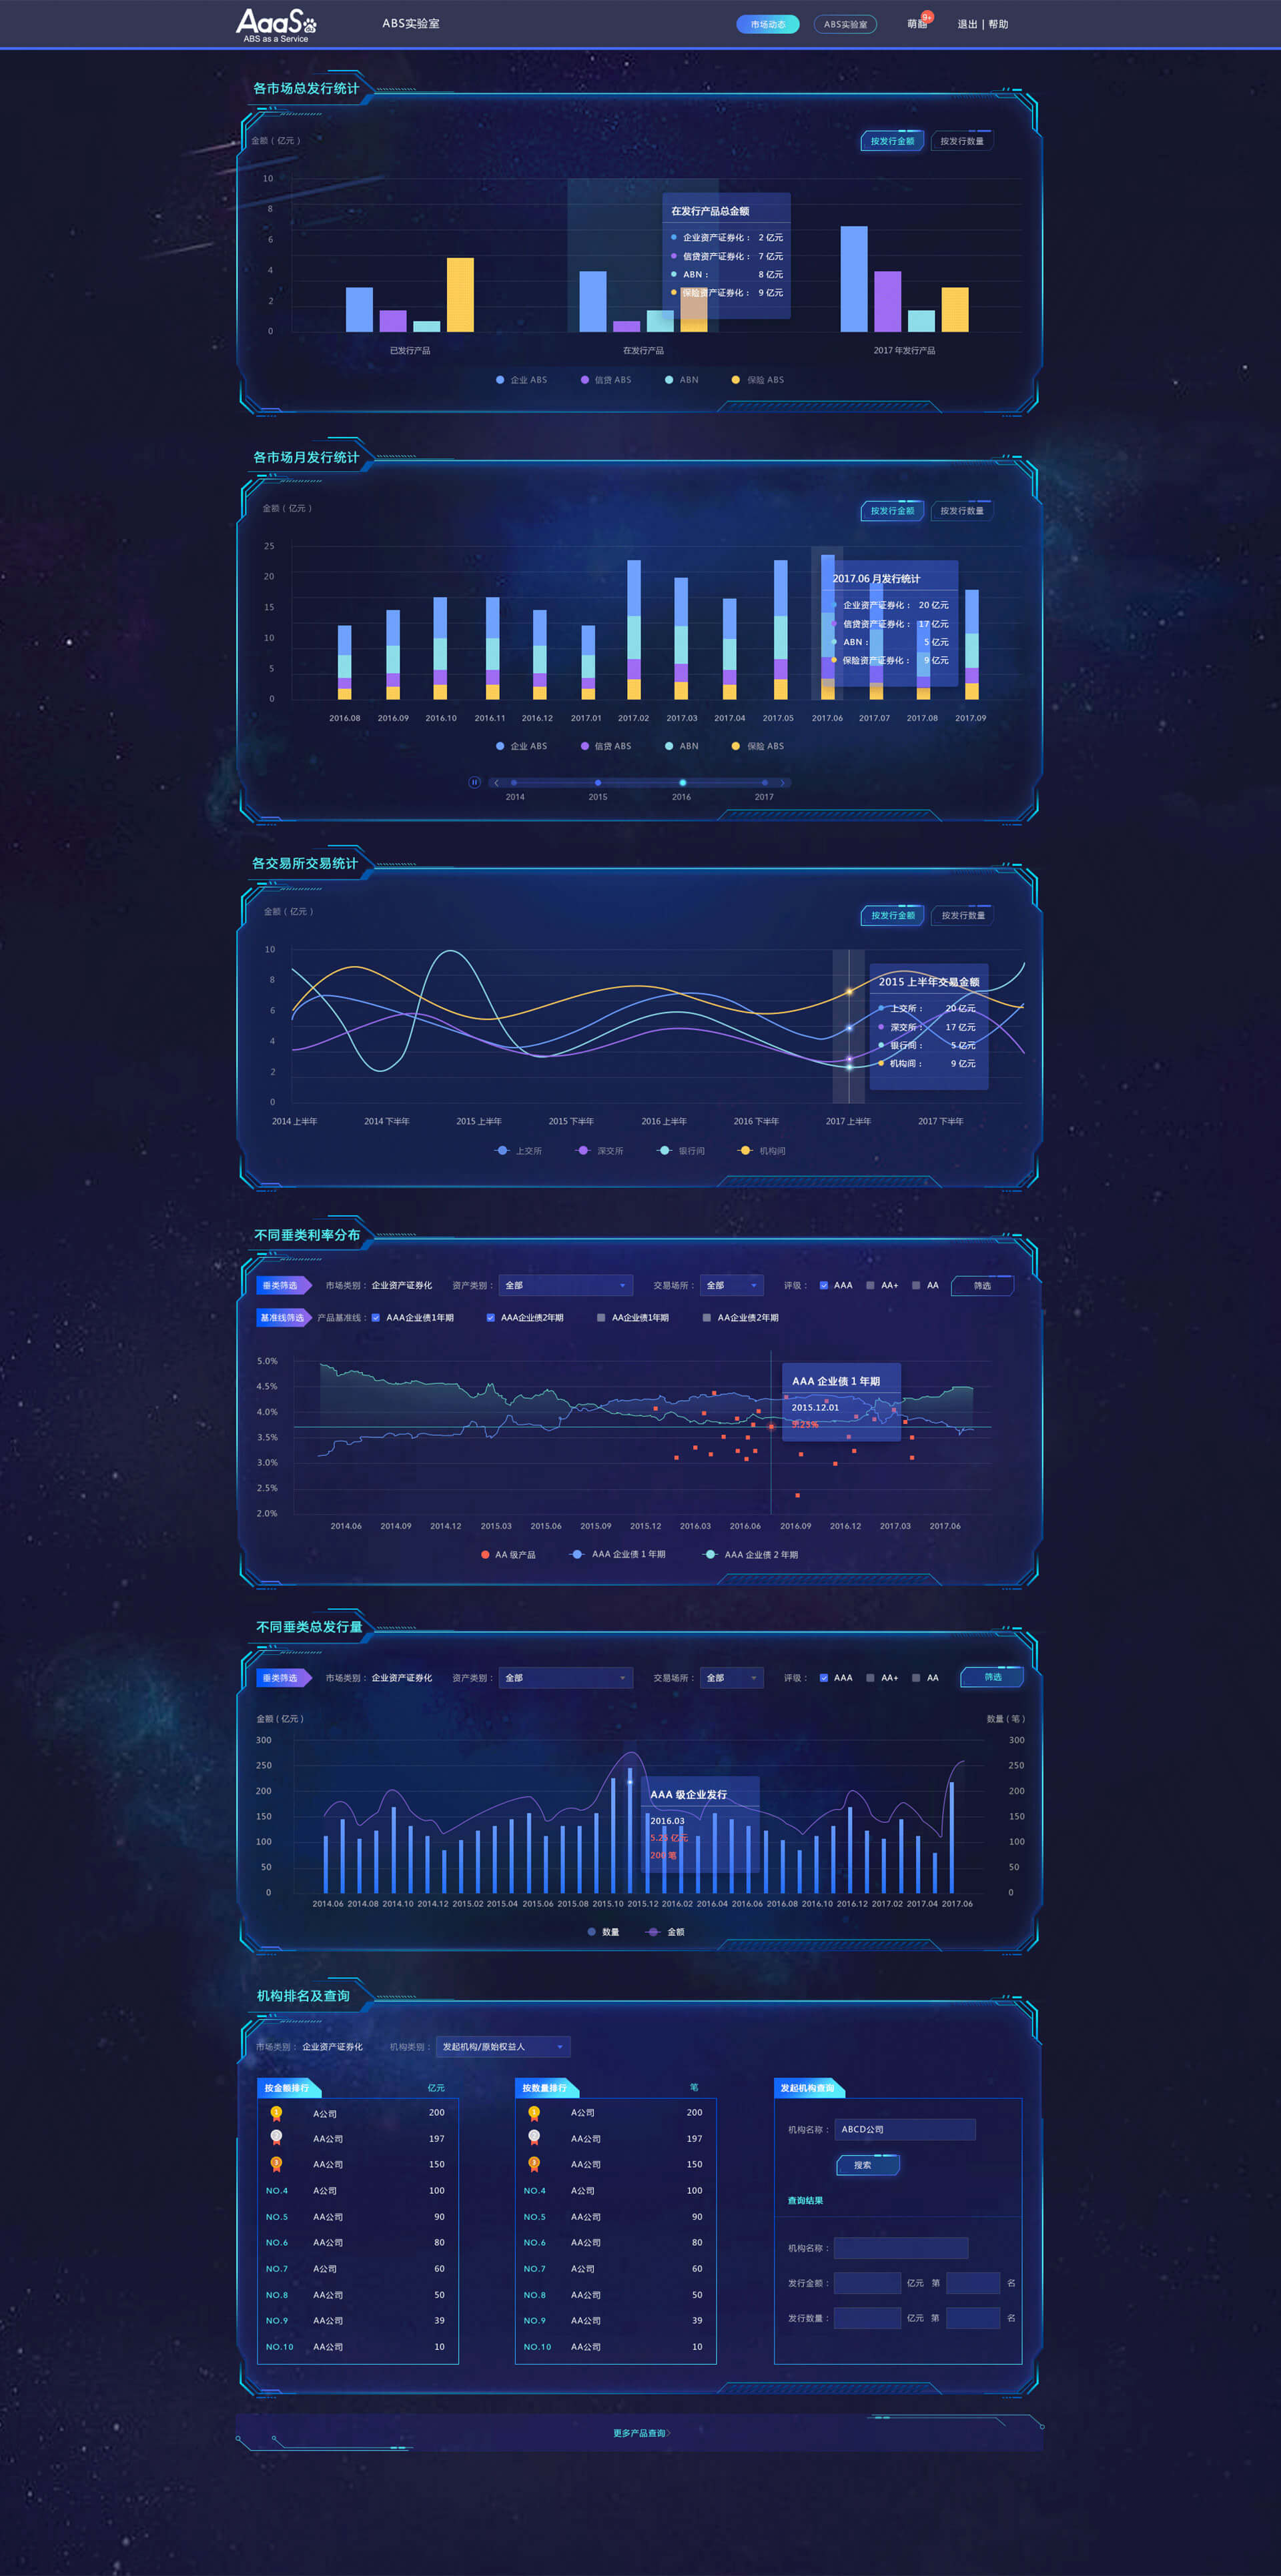 AaaS
ABS as a Service
ABS实验室
市场动态
ABS实验室
9+
退出 | 帮助
各市场总发行统计
金额 ( 亿元 )
按发行金额
按发行数量
10
8
6
4
2
0
在发行产品总金额
企业资产证券化： 2 亿元
信贷资产证券化： 7 亿元
ABN： 8 亿元
保险资产证券化： 9 亿元
已发行产品
在发行产品
2017 年发行产品
企业 ABS
信贷 ABS
ABN
保险 ABS
各市场月发行统计
金额 ( 亿元 )
按发行金额
按发行数量
25
20
15
10
5
0
2017.06 月发行统计
企业资产证券化： 20 亿元
信贷资产证券化： 17 亿元
ABN： 5 亿元
保险资产证券化： 9 亿元
2016.08 2016.09 2016.10 2016.11 2016.12 2017.01 2017.02 2017.03 2017.04 2017.05 2017.06 2017.07 2017.08 2017.09
企业 ABS
信贷 ABS
ABN
保险 ABS
2014 2015 2016 2017
各交易所交易统计
金额 ( 亿元 )
按发行金额
按发行数量
10
8
6
4
2
0
2015 上半年交易金额
上交所： 20 亿元
深交所： 17 亿元
银行间： 5 亿元
机构间： 9 亿元
2014 上半年 2014 下半年 2015 上半年 2015 下半年 2016 上半年 2016 下半年 2017 上半年 2017 下半年
上交所
深交所
银行间
机构间
不同垂类利率分布
垂类筛选 市场类别： 企业资产证券化 资产类别： 全部 交易场所： 全部 评级： AAA AA+ AA 筛选
基准线筛选 产品基准线： AAA企业债1年期 AAA企业债2年期 AA企业债1年期 AA企业债2年期
5.0%
4.5%
4.0%
3.5%
3.0%
2.5%
2.0%
AAA 企业债 1 年期
2015.12.01
2014.06 2014.09 2014.12 2015.03 2015.06 2015.09 2015.12 2016.03 2016.06 2016.09 2016.12 2017.03 2017.06
AA 级产品
AAA 企业债 1 年期
AAA 企业债 2 年期
不同垂类总发行量
垂类筛选 市场类别： 企业资产证券化 资产类别： 全部 交易场所： 全部 评级： AAA AA+ AA 筛选
金额 ( 亿元 )
数量 ( 笔 )
300 300
250 250
200 200
150 150
100 100
50 50
0 0
AAA 级企业发行
2016.03
亿元
200 笔
2014.06 2014.08 2014.10 2014.12 2015.02 2015.04 2015.06 2015.08 2015.10 2015.12 2016.02 2016.04 2016.06 2016.08 2016.10 2016.12 2017.02 2017.04 2017.06
数量
金额
机构排名及查询
市场类别： 企业资产证券化 机构类别： 发起机构/原始权益人
按金额排行 亿元
1 A公司 200
2 AA公司 197
3 AA公司 150
NO.4 A公司 100
NO.5 AA公司 90
NO.6 AA公司 80
NO.7 A公司 60
NO.8 AA公司 50
NO.9 AA公司 39
NO.10 AA公司 10
按数量排行 笔
1 A公司 200
2 AA公司 197
3 AA公司 150
NO.4 A公司 100
NO.5 AA公司 90
NO.6 AA公司 80
NO.7 A公司 60
NO.8 AA公司 50
NO.9 AA公司 39
NO.10 AA公司 10
发起机构查询
机构名称： ABCD公司
搜索
查询结果
机构名称：
发行金额： 亿元 第 名
发行数量： 亿元 第 名
更多产品查询